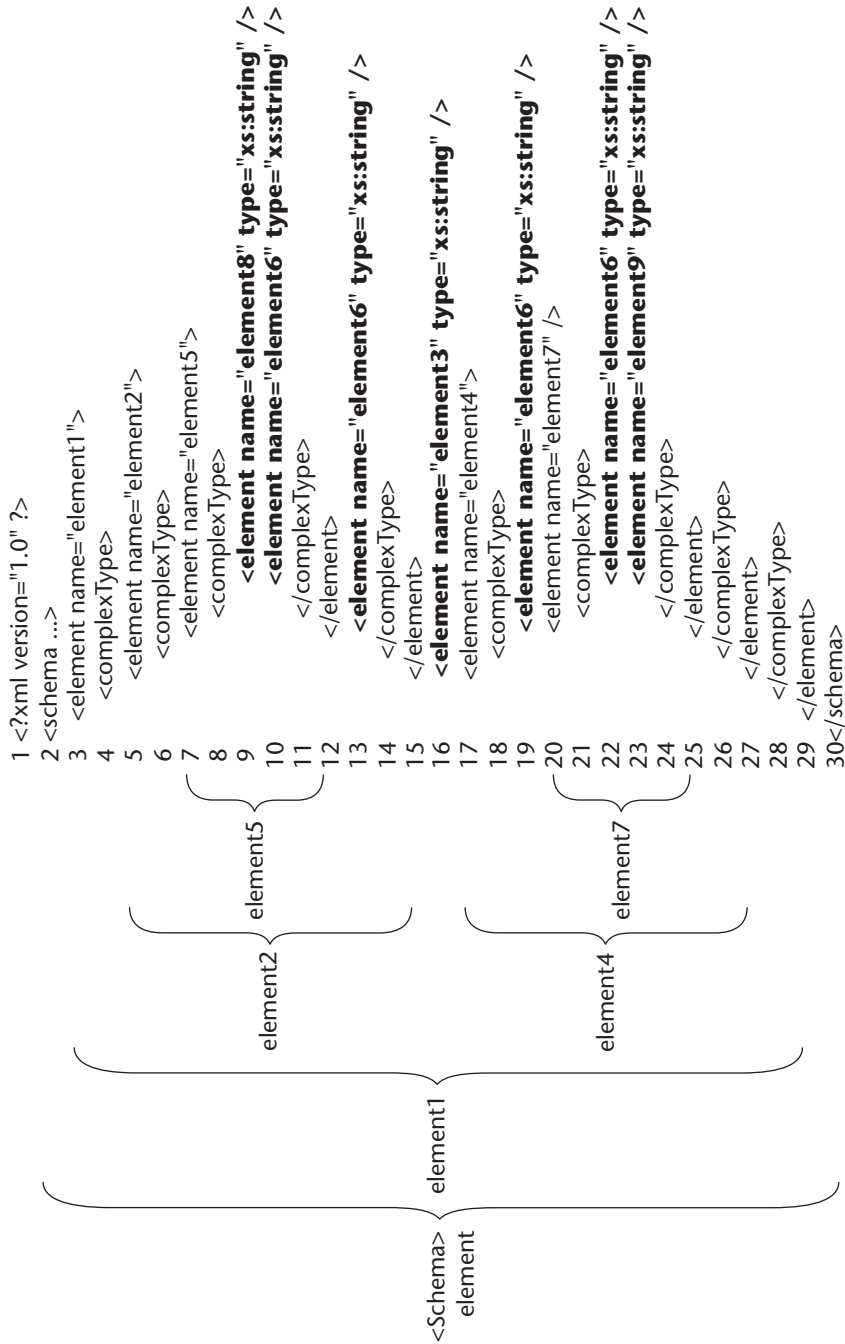 1 <?xml version="1.0" ?>
2 <schema ...>
3 <element name="element1">
4 <complexType>
5 <element name="element2">
6 <complexType>
7 <element name="element5">
8 <complexType>
9 <element name="element8" type="xs:string" />
10 <element name="element6" type="xs:string" />
11 </complexType>
12 </element>
13 <element name="element6" type="xs:string" />
14 </complexType>
15 </element>
16 <element name="element3" type="xs:string" />
17 <element name="element4">
18 <complexType>
19 <element name="element6" type="xs:string" />
20 <element name="element7" />
21 <complexType>
22 <element name="element6" type="xs:string" />
23 <element name="element9" type="xs:string" />
24 </complexType>
25 </element>
26 </complexType>
27 </element>
28 </complexType>
29 </element>
30 </schema>
element5
element7
element2
element4
element1
<Schema>
element